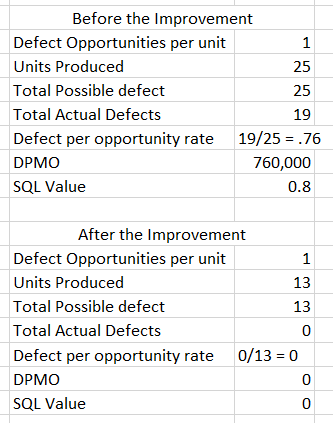 Before the Improvement
Defect Opportunities per unit 1
Units Produced 25
Total Possible defect 25
Total Actual Defects 19
Defect per opportunity rate 19/25 = .76
DPMO 760,000
SQL Value 0.8
After the Improvement
Defect Opportunities per unit 1
Units Produced 13
Total Possible defect 13
Total Actual Defects 0
Defect per opportunity rate 0/13 = 0
DPMO 0
SQL Value 0